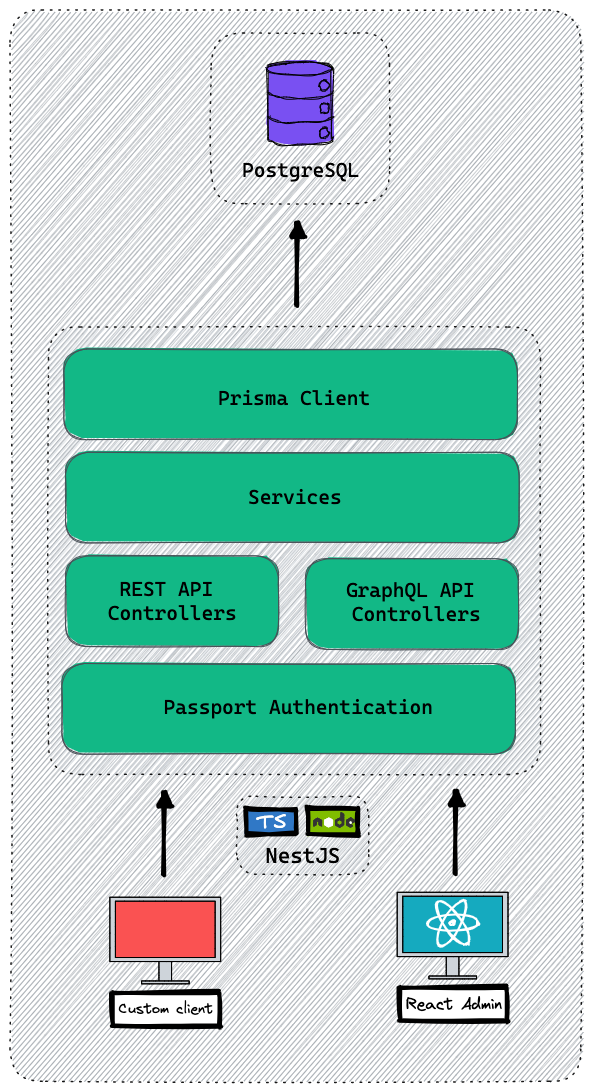 PostgreSQL
Prisma Client
Services
REST API
Controllers
GraphQL API
Controllers
Passport Authentication
TS
node
NestJS
Custom client
React Admin